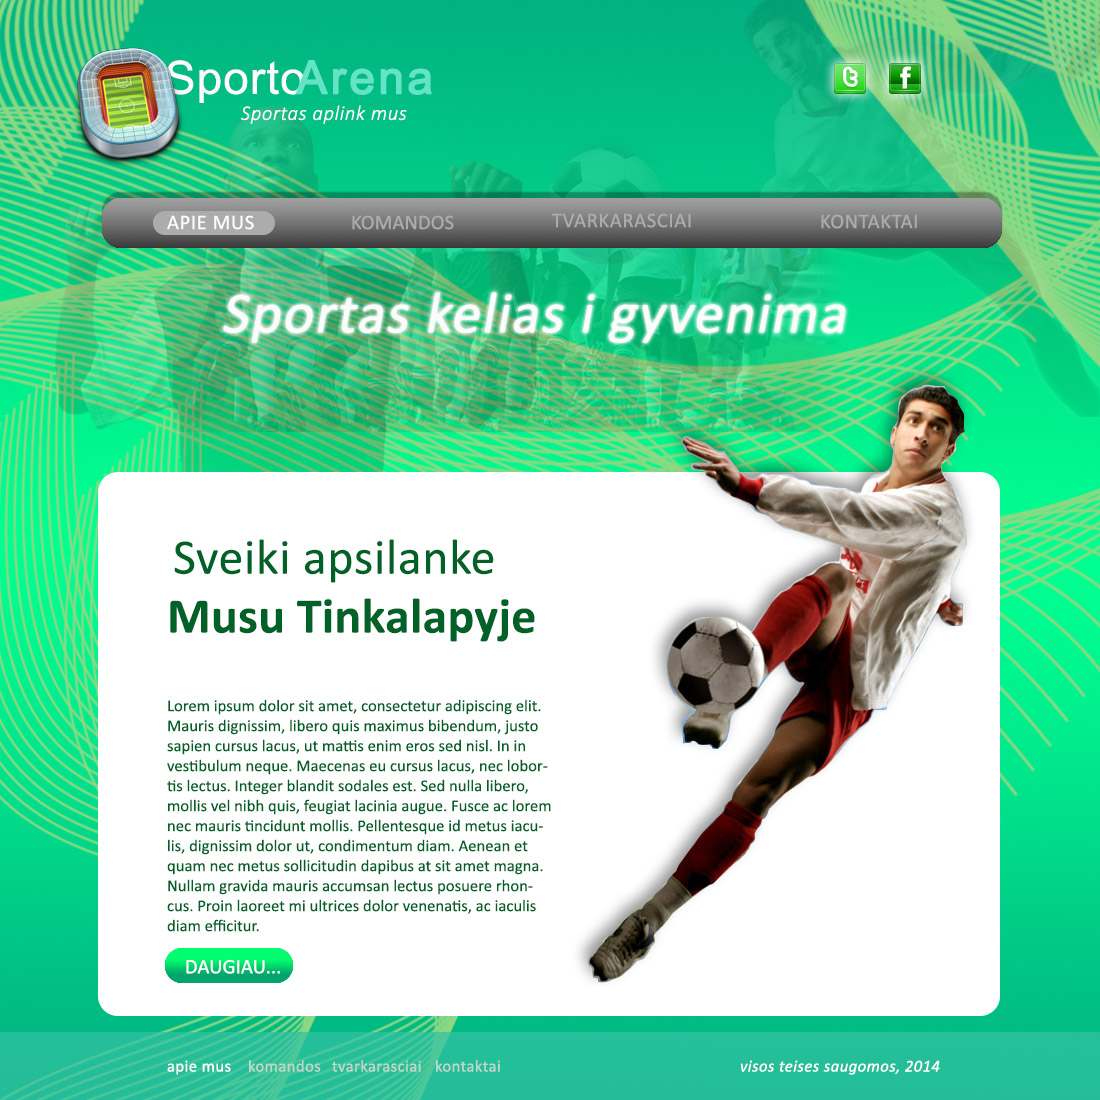 SportoArena
Sportas aplink mus
APIE MUS KOMANDOS TVARKARASCIAI KONTAKTAI
Sportas kelias i gyvenima
Sveiki apsilanke
Musu Tinkalapyje
Lorem ipsum dolor sit amet, consectetur adipiscing elit.
Mauris dignissim, libero quis maximus bibendum, justo
sapien cursus lacus, ut mattis enim eros sed nisl. In in
vestibulum neque. Maecenas eu cursus lacus, nec lobor-
tis lectus. Integer blandit sodales est. Sed nulla libero,
mollis vel nibh quis, feugiat lacinia augue. Fusce ac lorem
nec mauris tincidunt mollis. Pellentesque id metus iacu-
lis, dignissim dolor ut, condimentum diam. Aenean et
quam nec metus sollicitudin dapibus at sit amet magna.
Nullam gravida mauris accumsan lectus posuere rhon-
cus. Proin laoreet mi ultrices dolor venenatis, ac iaculis
diam efficitur.
DAUGIAU...
apie mus komandos tvarkarasciai kontaktai
visos teises saugomos, 2014